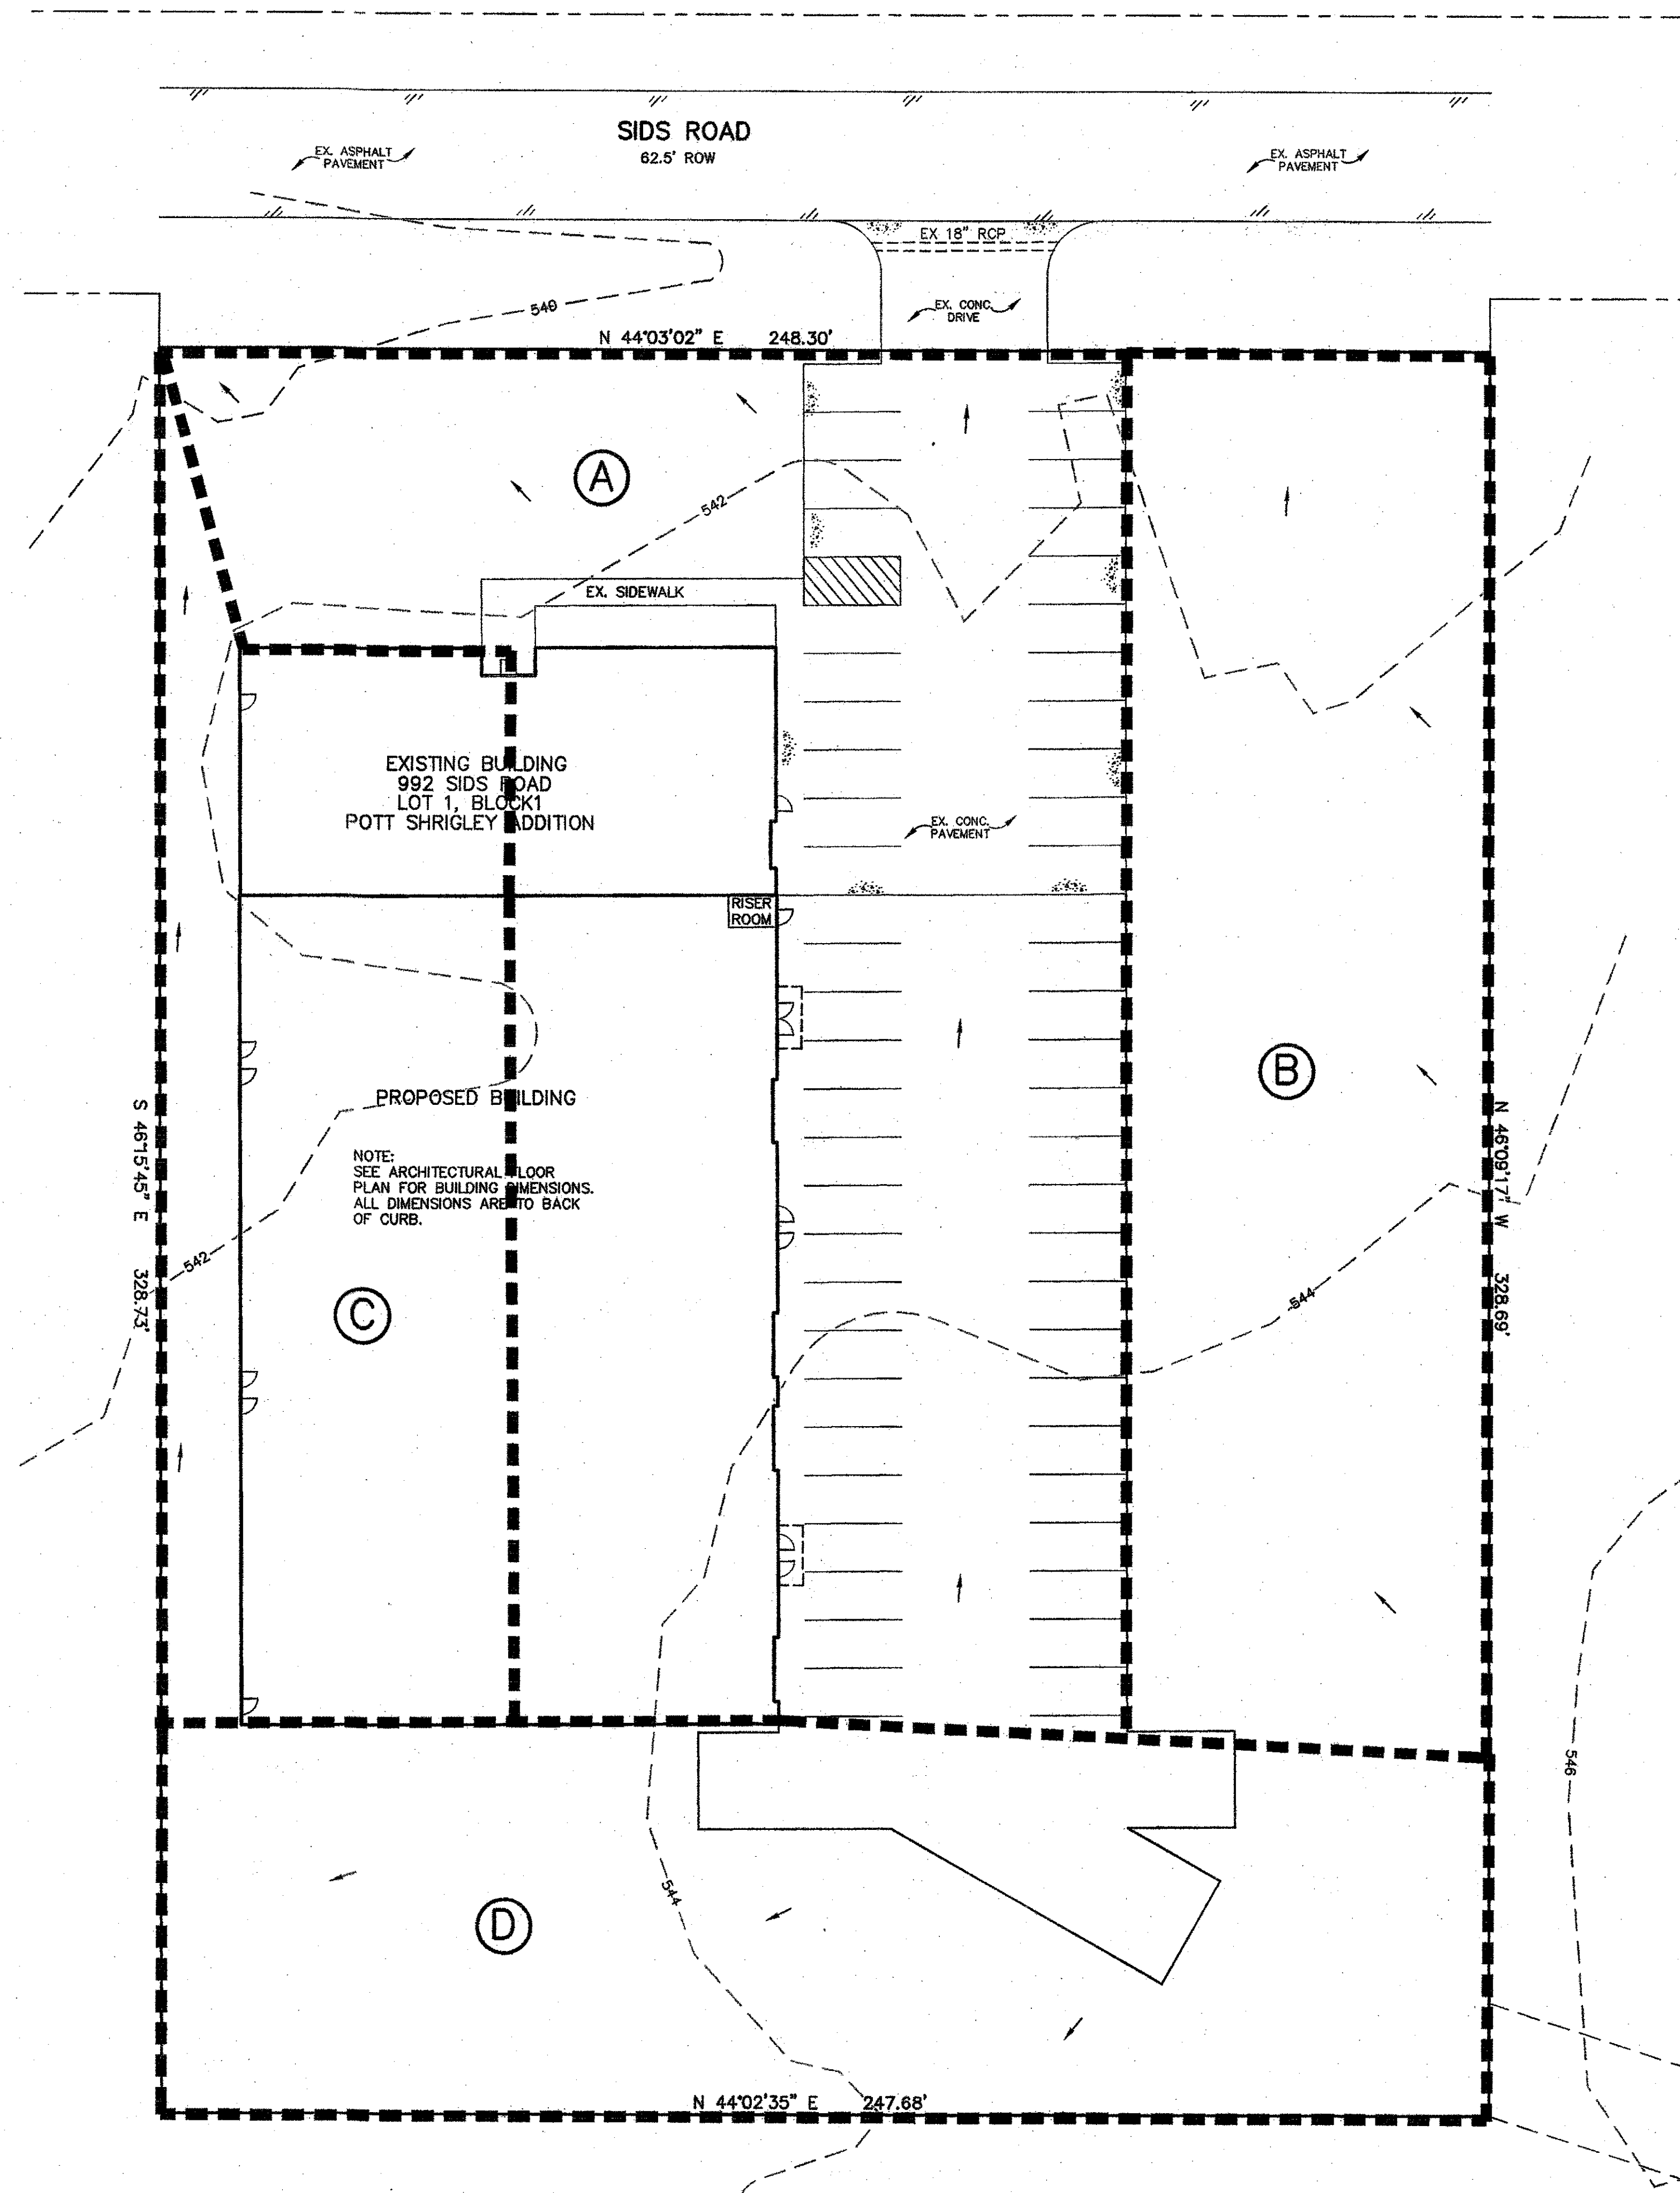 SIDS ROAD
62.5' ROW
EX. ASPHALT
PAVEMENT
EX. ASPHALT
PAVEMENT
EX 18" RCP
EX. CONC.
DRIVE
540
N 44°03'02" E 248.30'
A
542
EX. SIDEWALK
EXISTING BUILDING
992 SIDS ROAD
LOT 1, BLOCK1
POTT SHRIGLEY ADDITION
EX. CONC.
PAVEMENT
RISER
ROOM
B
PROPOSED BUILDING
NOTE:
SEE ARCHITECTURAL FLOOR
PLAN FOR BUILDING DIMENSIONS.
ALL DIMENSIONS ARE TO BACK
OF CURB.
S 46°15'45" E 328.73'
N 46°09'17" W 328.69'
542
544
C
546
544
D
N 44°02'35" E 247.68'